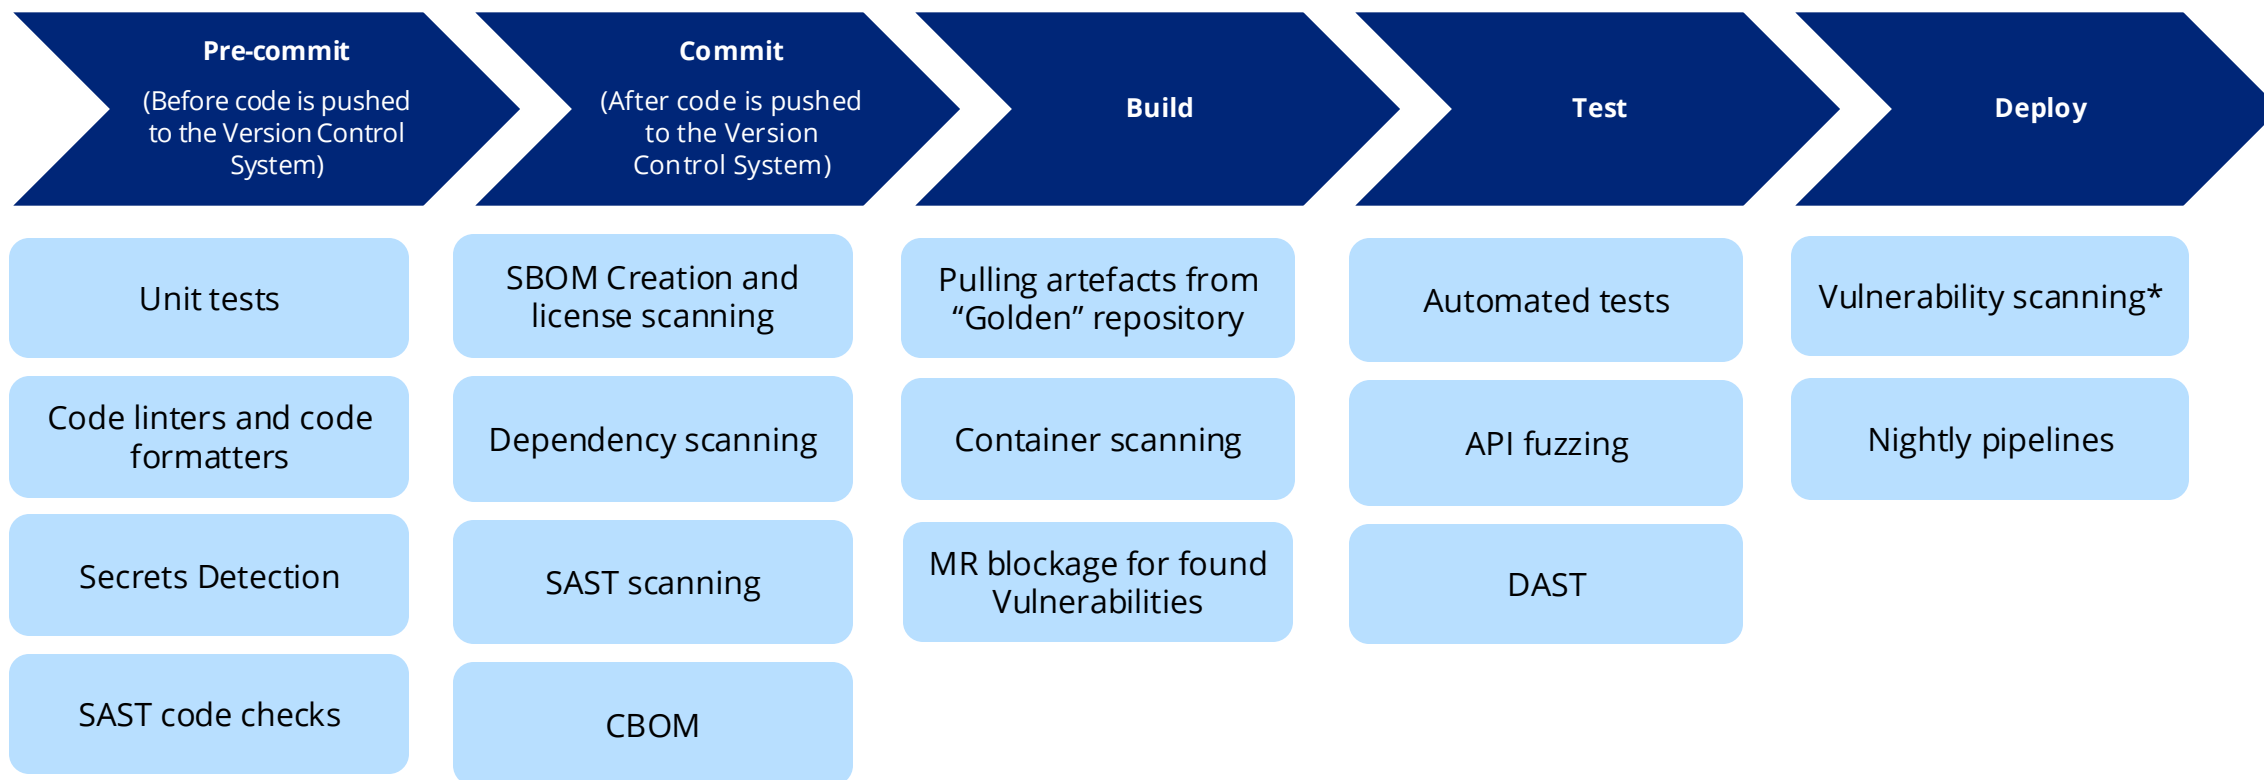 Pre-commit
(Before code is pushed
to the Version Control
System)
Commit
(After code is pushed
to the Version
Control System)
Build
Test
Deploy
Unit tests
Code linters and code
formatters
Secrets Detection
SAST code checks
SBOM Creation and
license scanning
Dependency scanning
SAST scanning
CBOM
Pulling artefacts from
“Golden” repository
Container scanning
MR blockage for found
Vulnerabilities
Automated tests
API fuzzing
DAST
Vulnerability scanning*
Nightly pipelines